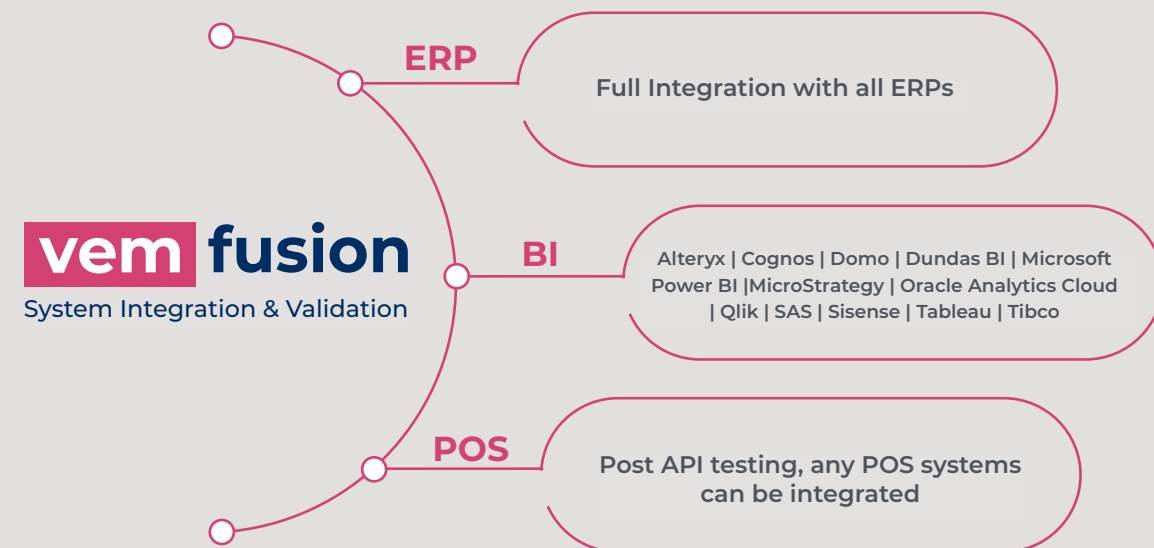 vem fusion
System Integration & Validation
ERP
Full Integration with all ERPs
BI
Alteryx | Cognos | Domo | Dundas BI | Microsoft
Power BI |MicroStrategy | Oracle Analytics Cloud
| Qlik | SAS | Sisense | Tableau | Tibco
POS
Post API testing, any POS systems
can be integrated